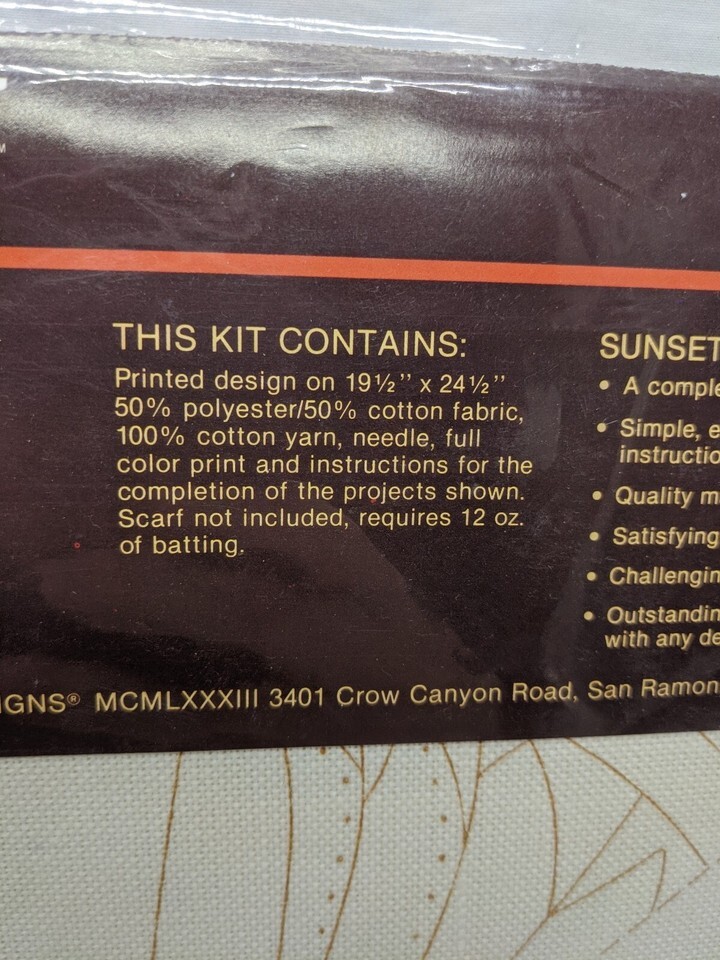 THIS KIT CONTAINS:
Printed design on 19½’’ x 24½’’
50% polyester/50% cotton fabric,
100% cotton yarn, needle, full
color print and instructions for the
completion of the projects shown.
Scarf not included, requires 12 oz.
of batting.
SUNSET
• A comple
• Simple, e
instructio
• Quality m
• Satisfying
• Challengin
• Outstandin
with any de
IGNS® MCMLXXXIII 3401 Crow Canyon Road, San Ramon